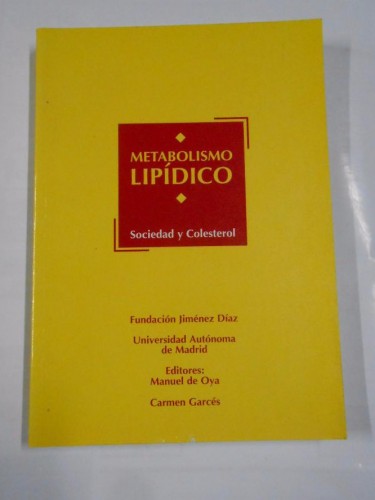 METABOLISMO
LIPÍDICO
Sociedad y Colesterol
Fundación Jiménez Díaz
Universidad Autónoma
de Madrid
Editores:
Manuel de Oya
Carmen Garcés